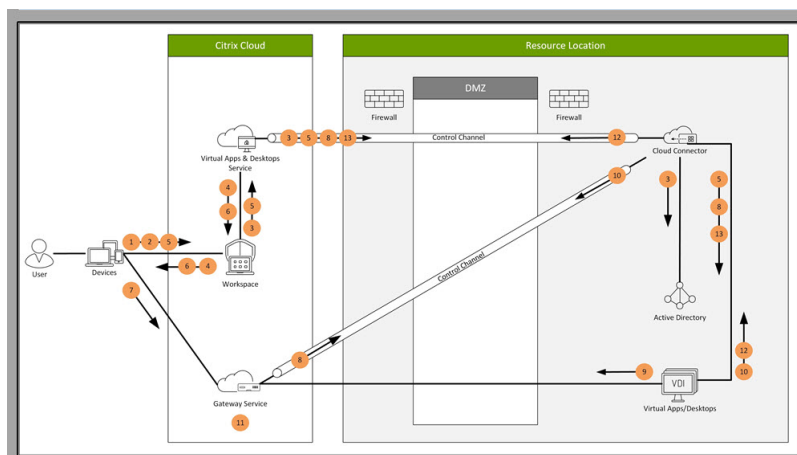 Citrix Cloud
Resource Location
DMZ
Firewall
Firewall
3 5 8 13
Control Channel
12
Virtual Apps & Desktops
Service
Cloud Connector
4
6
5
3
10
3
5
8
13
1 2 5
User
Devices
6 4
Workspace
Control Channel
7
Active Directory
8
12
10
9
VDI
Gateway Service
Virtual Apps/Desktops
11